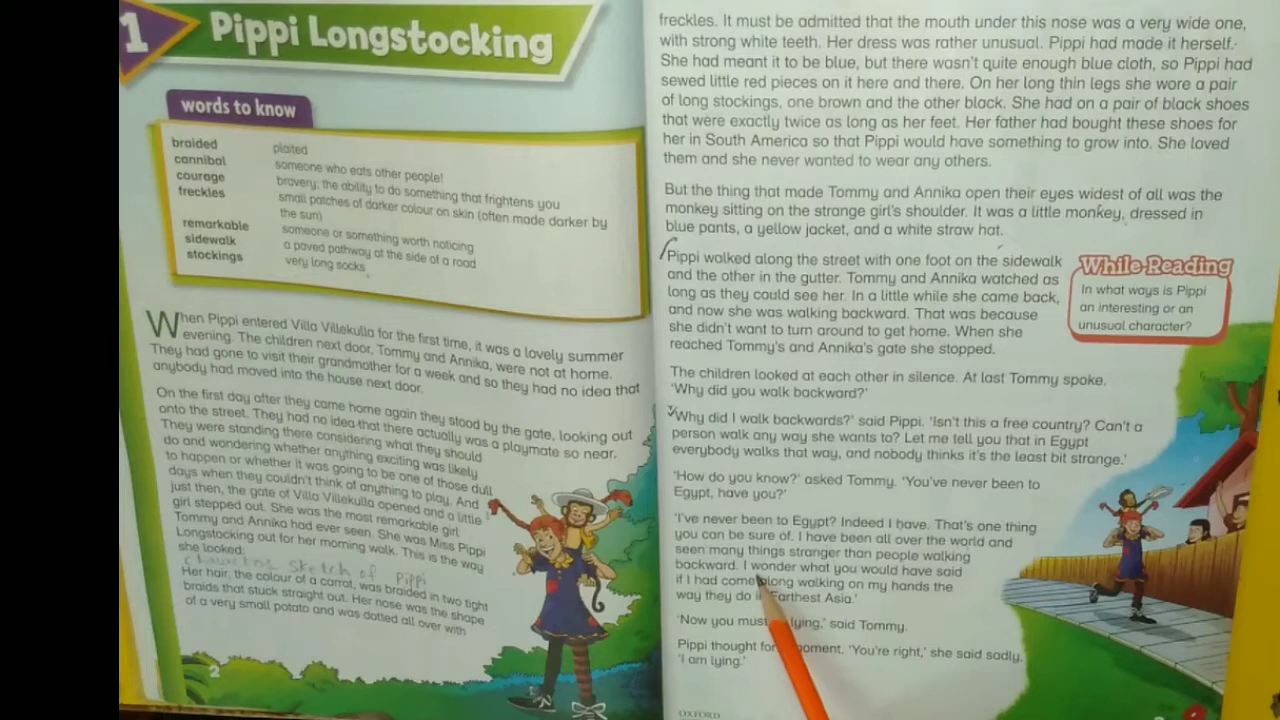 1
Pippi Longstocking
words to know
braided plaited
cannibal someone who eats other people!
courage bravery; the ability to do something that frightens you
freckles small patches of darker colour on skin (often made darker by
the sun)
remarkable someone or something worth noticing
sidewalk a paved pathway at the side of a road
stockings very long socks
When Pippi entered Villa Villekulla for the first time, it was a lovely summer
evening. The children next door, Tommy and Annika, were not at home.
They had gone to visit their grandmother for a week and so they had no idea that
anybody had moved into the house next door.
On the first day after they came home again they stood by the gate, looking out
onto the street. They had no idea that there actually was a playmate so near.
They were standing there considering what they should
do and wondering whether anything exciting was likely
to happen or whether it was going to be one of those dull
days when they couldn't think of anything to play. And
just then, the gate of Villa Villekulla opened and a little
girl stepped out. She was the most remarkable girl
Tommy and Annika had ever seen. She was Miss Pippi
Longstocking out for her morning walk. This is the way
she looked:
sketch of Pippi
Her hair, the colour of a carrot, was braided in two tight
braids that stuck straight out. Her nose was the shape
of a very small potato and was dotted all over with
2
freckles. It must be admitted that the mouth under this nose was a very wide one,
with strong white teeth. Her dress was rather unusual. Pippi had made it herself.
She had meant it to be blue, but there wasn't quite enough blue cloth, so Pippi had
sewed little red pieces on it here and there. On her long thin legs she wore a pair
of long stockings, one brown and the other black. She had on a pair of black shoes
that were exactly twice as long as her feet. Her father had bought these shoes for
her in South America so that Pippi would have something to grow into. She loved
them and she never wanted to wear any others.
But the thing that made Tommy and Annika open their eyes widest of all was the
monkey sitting on the strange girl's shoulder. It was a little monkey, dressed in
blue pants, a yellow jacket, and a white straw hat.
Pippi walked along the street with one foot on the sidewalk
and the other in the gutter. Tommy and Annika watched as
long as they could see her. In a little while she came back,
and now she was walking backward. That was because
she didn't want to turn around to get home. When she
reached Tommy's and Annika's gate she stopped.
While Reading
In what ways is Pippi
an interesting or an
unusual character?
The children looked at each other in silence. At last Tommy spoke.
'Why did you walk backward?'
'Why did I walk backwards?' said Pippi. 'Isn't this a free country? Can't a
person walk any way she wants to? Let me tell you that in Egypt
everybody walks that way, and nobody thinks it's the least bit strange.'
'How do you know?' asked Tommy. 'You've never been to
Egypt, have you?'
'I've never been to Egypt? Indeed I have. That's one thing
you can be sure of. I have been all over the world and
seen many things stranger than people walking
backward. I wonder what you would have said
if I had come along walking on my hands the
way they do Farthest Asia.'
'Now you must lying,' said Tommy.
Pippi thought for moment. 'You're right,' she said sadly,
'I am lying.'
OXFORD